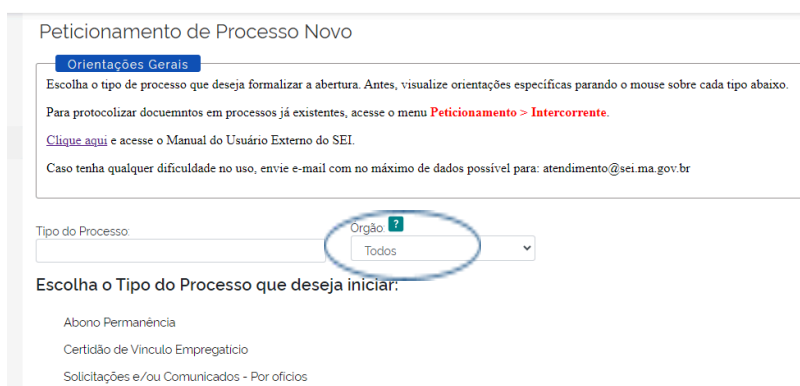 Peticionamento de Processo Novo
Orientações Gerais
Escolha o tipo de processo que deseja formalizar a abertura. Antes, visualize orientações específicas parando o mouse sobre cada tipo abaixo.
Para protocolizar docuemntos em processos já existentes, acesse o menu Peticionamento > Intercorrente.
Clique aqui e acesse o Manual do Usuário Externo do SEI.
Caso tenha qualquer dificuldade no uso, envie e-mail com no máximo de dados possível para: atendimento@sei.ma.gov.br
Tipo do Processo:
Órgão: ?
Todos
Escolha o Tipo do Processo que deseja iniciar:
Abono Permanência
Certidão de Vinculo Empregatício
Solicitações e/ou Comunicados - Por ofícios